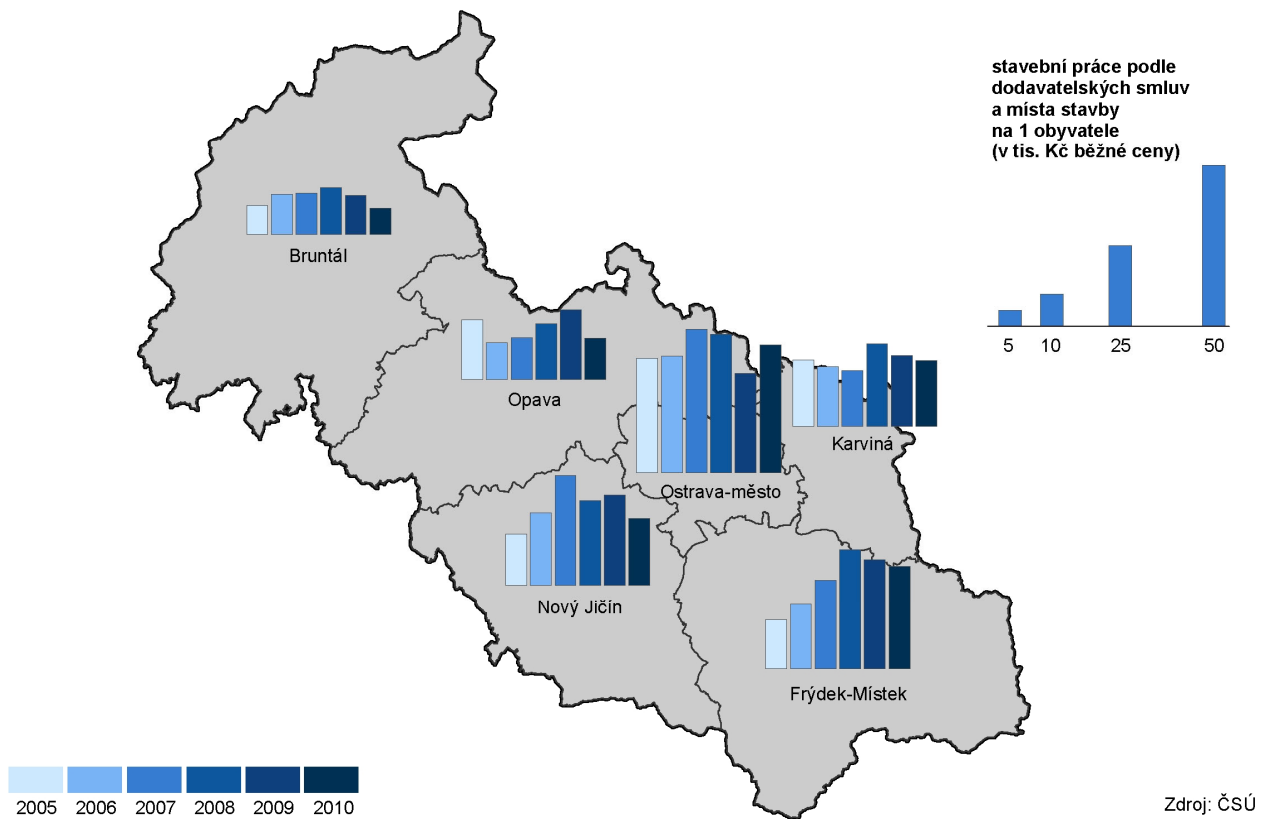 stavební práce podle
dodavatelských smluv
a místa stavby
na 1 obyvatele
(v tis. Kč běžné ceny)
5 10 25 50
Bruntál
Opava
Karviná
Ostrava-město
Nový Jičín
Frýdek-Místek
2005 2006 2007 2008 2009 2010
Zdroj: ČSÚ